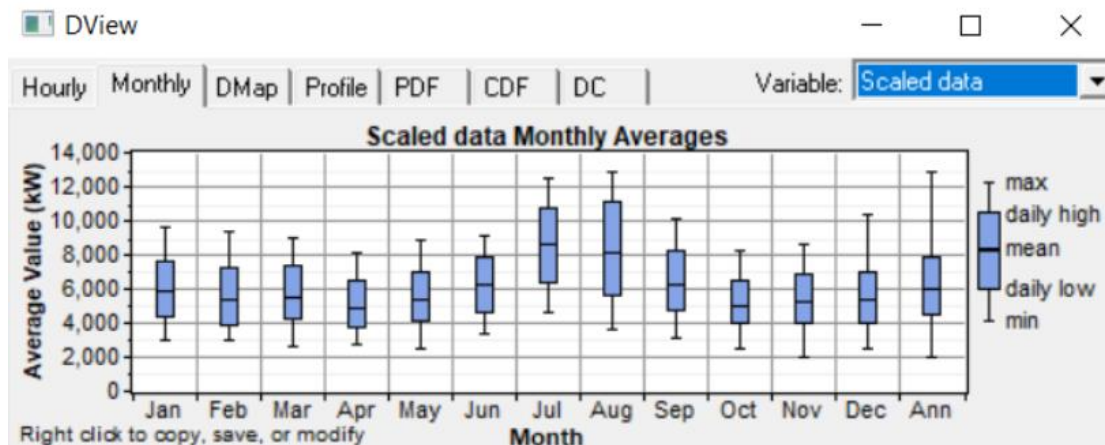 DView
Hourly Monthly DMap Profile PDF CDF DC Variable: Scaled data
Scaled data Monthly Averages
Average Value (kW)
14,000
12,000
10,000
8,000
6,000
4,000
2,000
0
max
daily high
mean
daily low
min
Jan Feb Mar Apr May Jun Jul Aug Sep Oct Nov Dec Ann
Right click to copy, save, or modify
Month